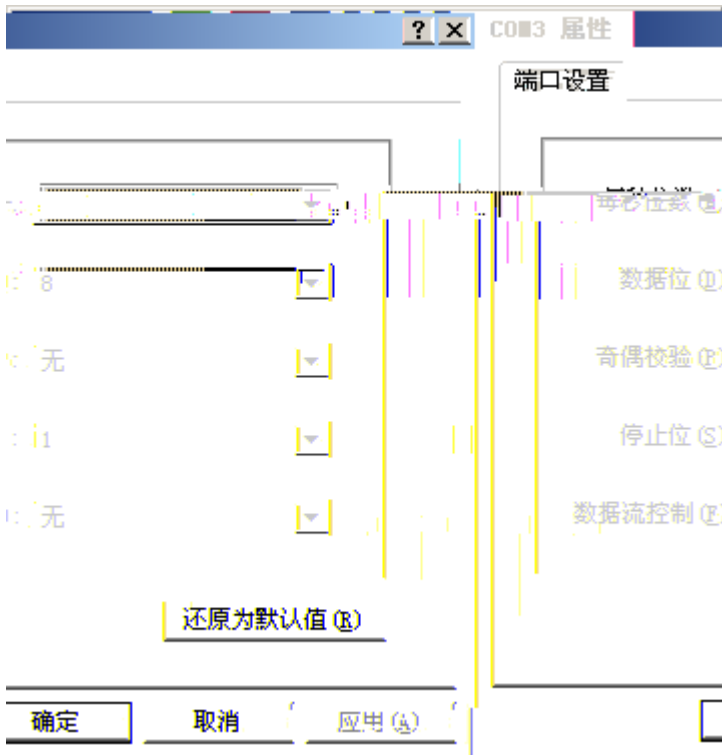 COM3 属性
端口设置
每秒位数(B)
8
数据位(D)
无
奇偶校验(P)
1
停止位(S)
无
数据流控制(F)
还原为默认值(R)
确定
取消
应用(A)